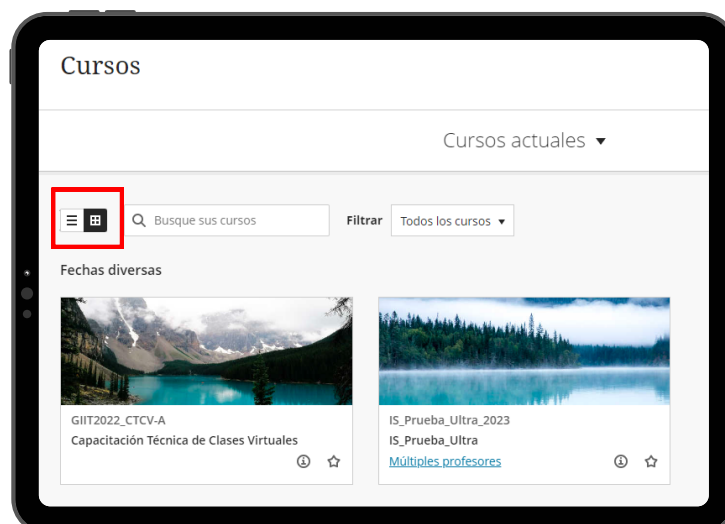 Cursos
Cursos actuales
Busque sus cursos
Filtrar
Todos los cursos
Fechas diversas
GIIT2022_CTCV-A
Capacitación Técnica de Clases Virtuales
IS_Prueba_Ultra_2023
IS_Prueba_Ultra
Múltiples profesores